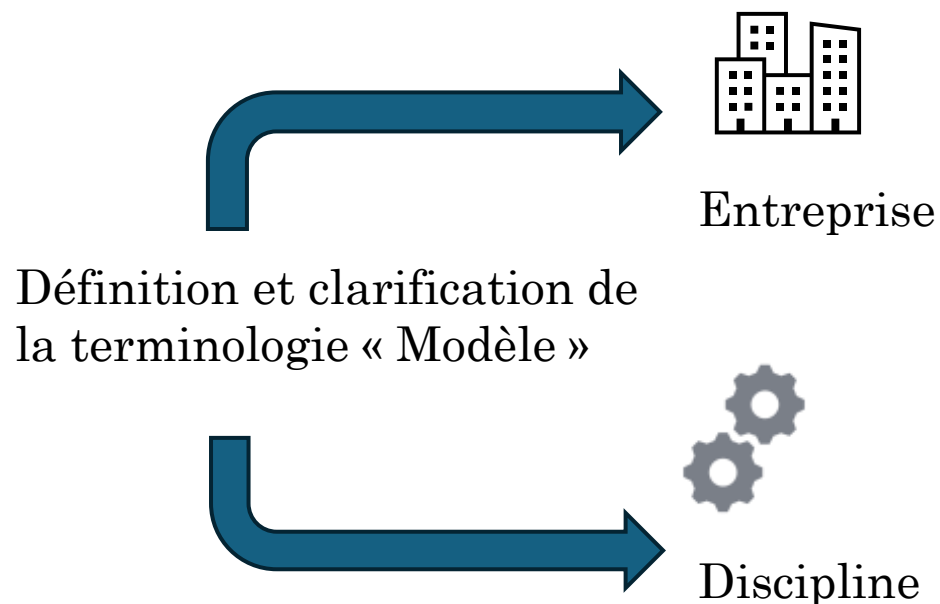 Entreprise
Définition et clarification de
la terminologie « Modèle »
Discipline